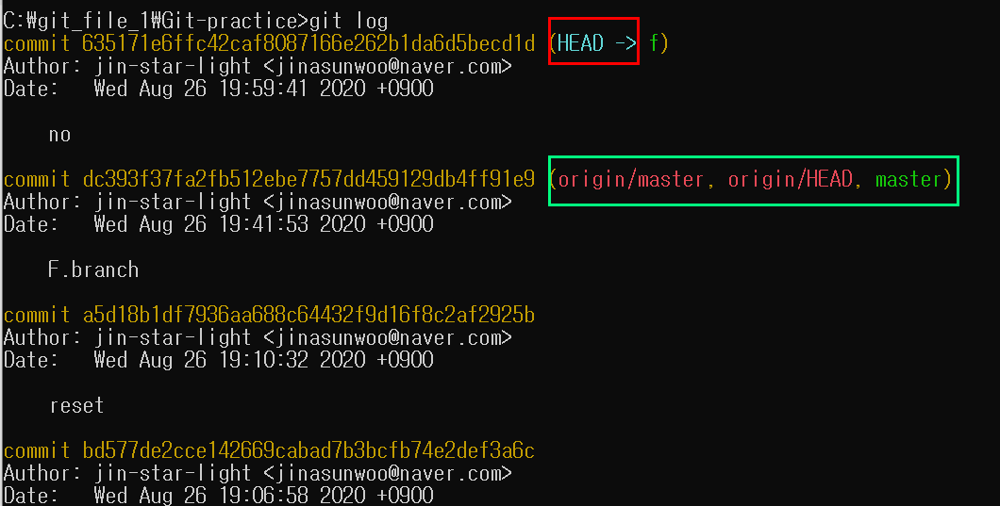 C:₩git_file_1₩Git-practice>git log
commit 635171e6ffc42caf8087166e262b1da6d5becd1d (HEAD -> f)
Author: jin-star-light <jinasunwoo@naver.com>
Date:   Wed Aug 26 19:59:41 2020 +0900
no
commit dc393f37fa2fb512ebe7757dd459129db4ff91e9 (origin/master, origin/HEAD, master)
Author: jin-star-light <jinasunwoo@naver.com>
Date:   Wed Aug 26 19:41:53 2020 +0900
F.branch
commit a5d18b1df7936aa688c64432f9d16f8c2af2925b
Author: jin-star-light <jinasunwoo@naver.com>
Date:   Wed Aug 26 19:10:32 2020 +0900
reset
commit bd577de2cce142669cabad7b3bcfb74e2def3a6c
Author: jin-star-light <jinasunwoo@naver.com>
Date:   Wed Aug 26 19:06:58 2020 +0900